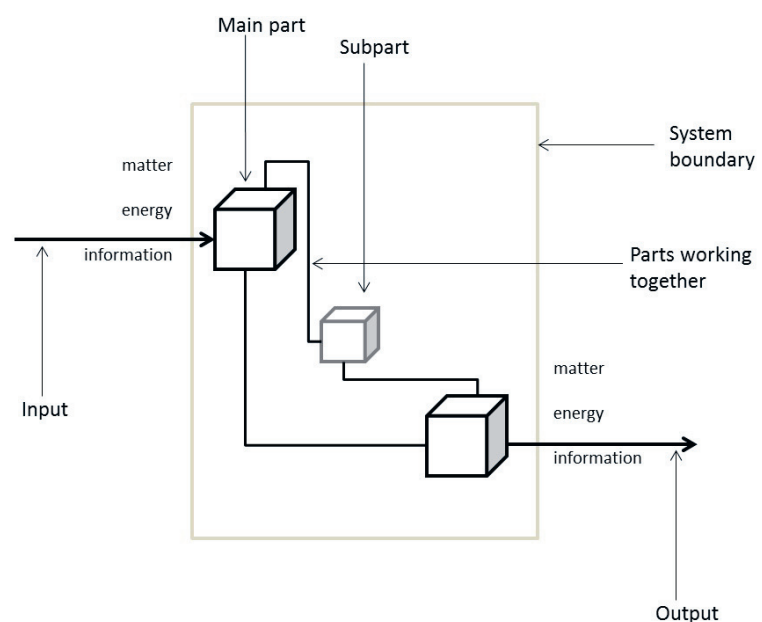 Main part
Subpart
System
boundary
matter
energy
information
Parts working
together
Input
matter
energy
information
Output